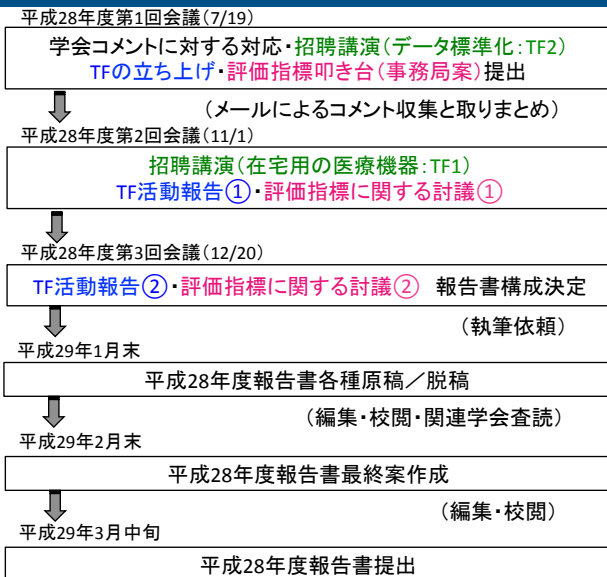 平成28年度第1回会議(7/19)
学会コメントに対する対応・招聘講演(データ標準化:TF2)
TFの立ち上げ・評価指標叩き台(事務局案)提出
(メールによるコメント収集と取りまとめ)
平成28年度第2回会議(11/1)
招聘講演(在宅用の医療機器:TF1)
TF活動報告①・評価指標に関する討議①
平成28年度第3回会議(12/20)
TF活動報告②・評価指標に関する討議② 報告書構成決定
(執筆依頼)
平成29年1月末
平成28年度報告書各種原稿/脱稿
(編集・校閲・関連学会査読)
平成29年2月末
平成28年度報告書最終案作成
(編集・校閲)
平成29年3月中旬
平成28年度報告書提出